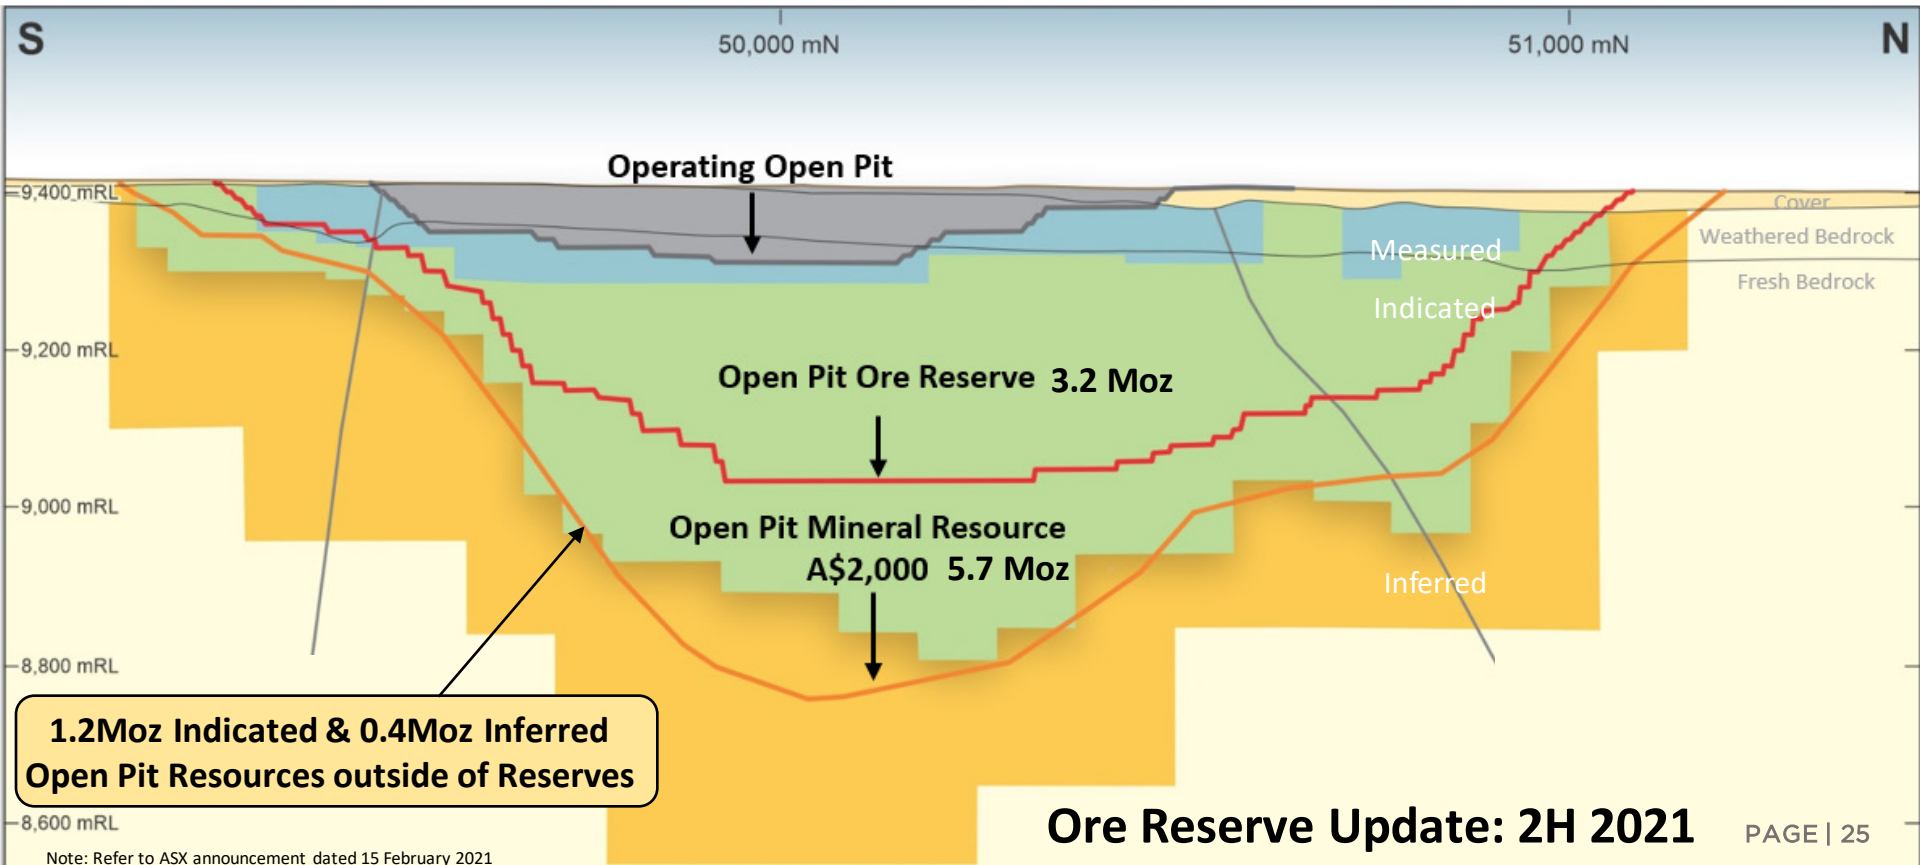 S
50,000 mN
51,000 mN
N
Operating Open Pit
9,400 mRL
Cover
Weathered Bedrock
Measured
Fresh Bedrock
Indicated
9,200 mRL
Open Pit Ore Reserve 3.2 Moz
9,000 mRL
Open Pit Mineral Resource
A$2,000 5.7 Moz
Inferred
8,800 mRL
1.2Moz Indicated & 0.4Moz Inferred
Open Pit Resources outside of Reserves
8,600 mRL
Ore Reserve Update: 2H 2021
PAGE | 25
Note: Refer to ASX announcement dated 15 February 2021